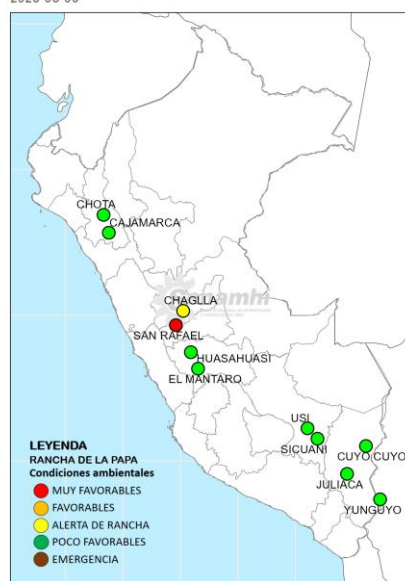 CHOTA
CAJAMARCA
Senamhi
CHAGLLA
SAN RAFAEL
HUASAHUASI
EL MANTARO
USI
SICUANI
CUYO CUYO
JULIACA
YUNGUYO
LEYENDA
RANCHA DE LA PAPA
Condiciones ambientales
MUY FAVORABLES
FAVORABLES
ALERTA DE RANCHA
POCO FAVORABLES
EMERGENCIA